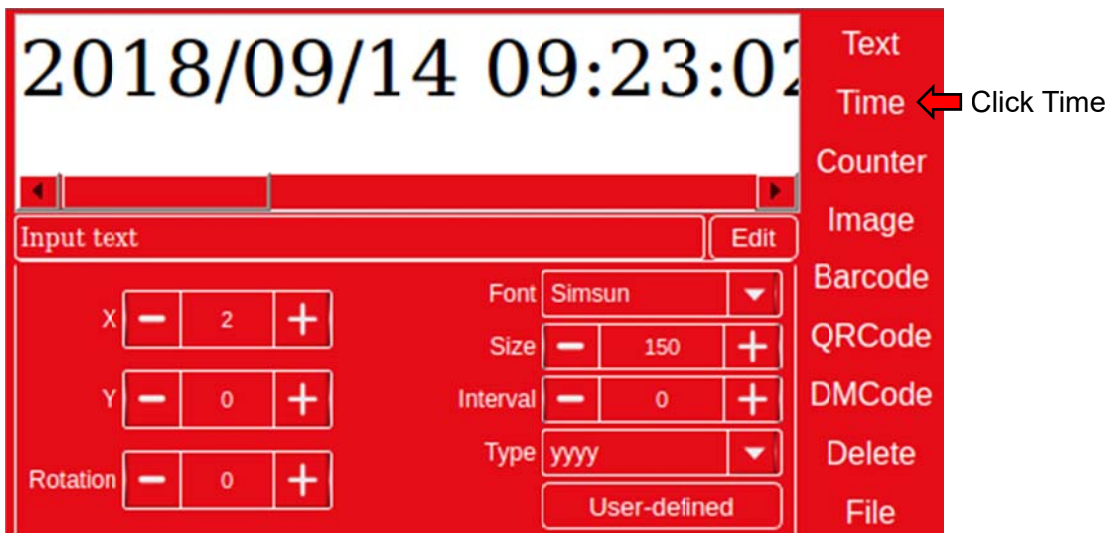 2018/09/14 09:23:02
Input text
Edit
X
2
Y
0
Rotation
0
Font
Simsun
Size
150
Interval
0
Type
yyyy
User-defined
Text
Time
Counter
Image
Barcode
QRCode
DMCode
Delete
File
Click Time